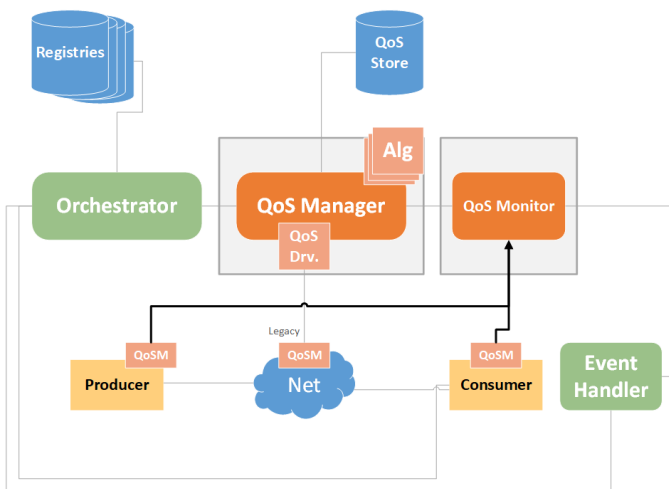 Registries
QoS
Store
Alg
Orchestrator
QoS Manager
QoS Monitor
QoS
Drv.
Legacy
QoSM
QoSM
QoSM
Producer
Net
Consumer
Event
Handler